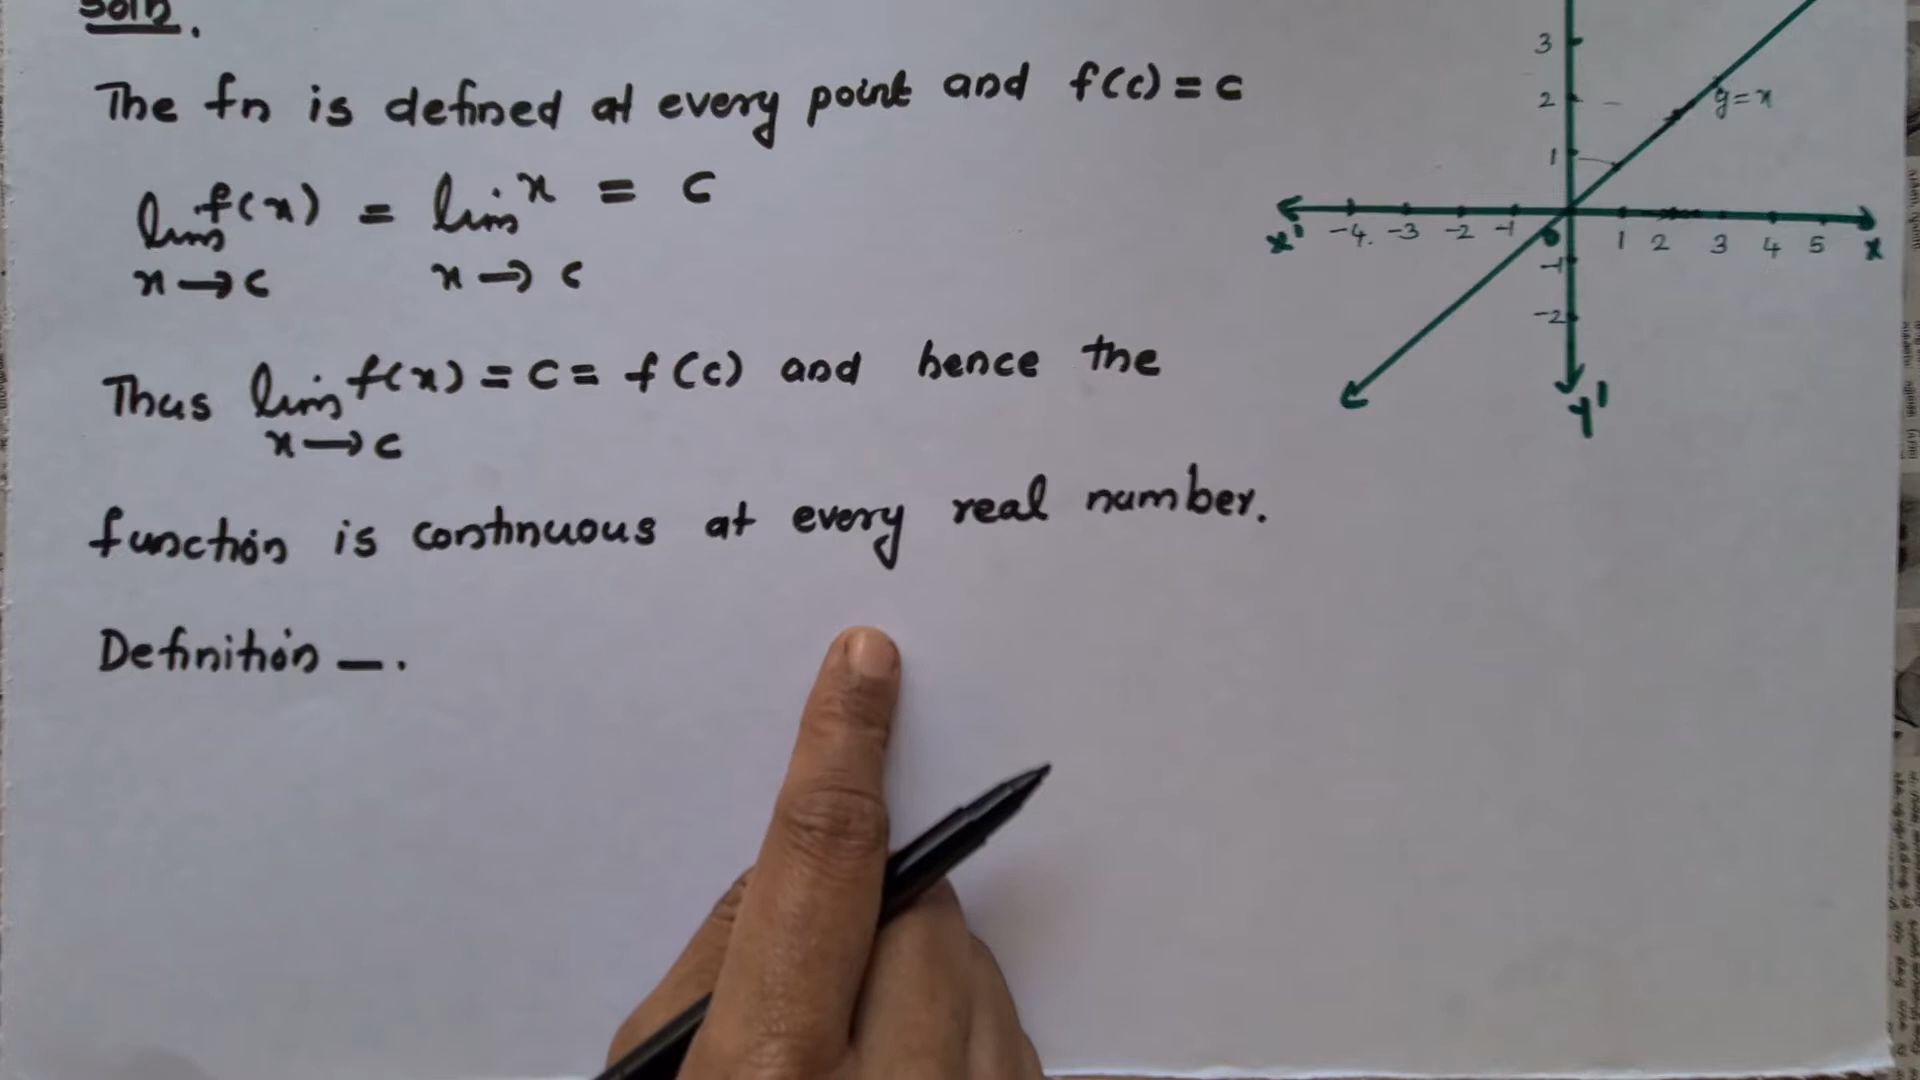 Soln.
The fn is defined at every point and f(c) = c
lim f(x) = lim x = c
x→c x→c
Thus lim f(x) = c = f(c) and hence the
x→c
function is continuous at every real number.
Definition —.
3
2
y=x
1
x' -4. -3 -2 -1 0 1 2 3 4 5 x
-1
-2
y'